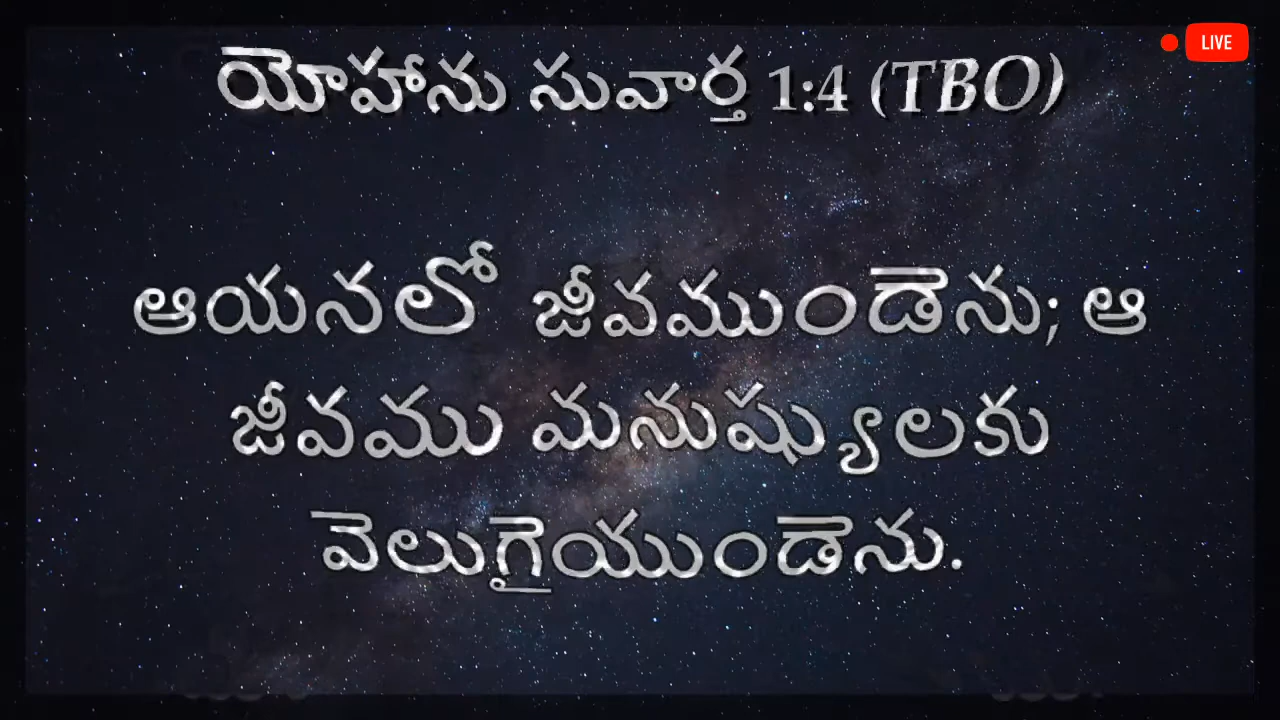 LIVE
యోహాను సువార్త 1:4 (TBO)
ఆయనలో జీవముండెను; ఆ
జీవము మనుష్యులకు
వెలుగైయుండెను.